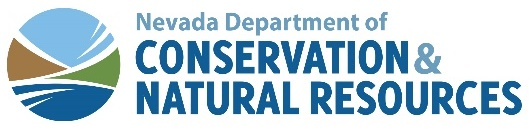 Nevada Department of
CONSERVATION &
NATURAL RESOURCES